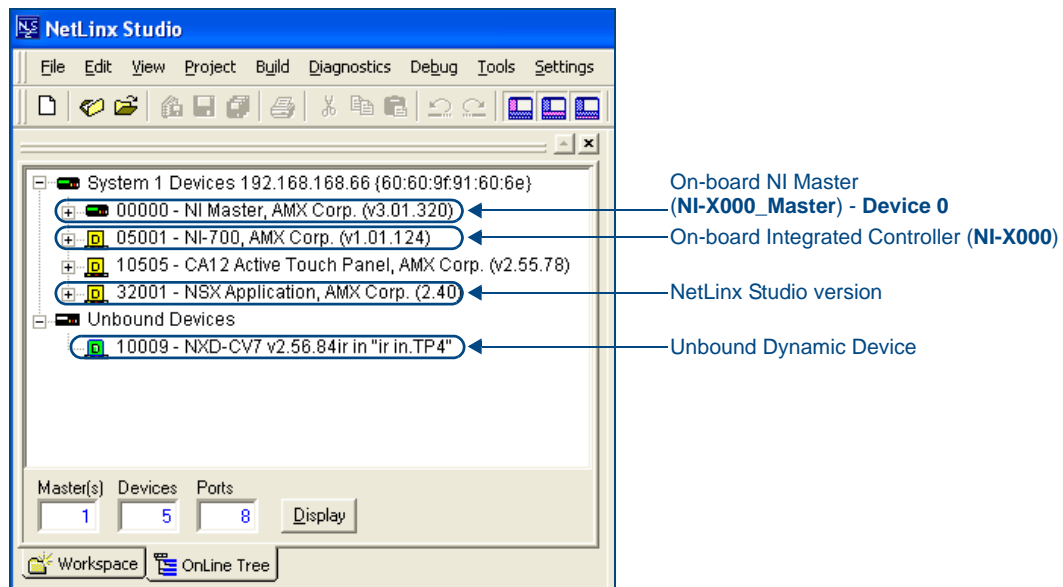 NetLinx Studio
File Edit View Project Build Diagnostics Debug Tools Settings
System 1 Devices 192.168.168.66 {60:60:9f:91:60:6e}
00000 - NI Master, AMX Corp. (v3.01.320)
05001 - NI-700, AMX Corp. (v1.01.124)
10505 - CA12 Active Touch Panel, AMX Corp. (v2.55.78)
32001 - NSX Application, AMX Corp. (2.40)
Unbound Devices
10009 - NXD-CV7 v2.56.84ir in "ir in.TP4"
On-board NI Master
(NI-X000_Master) - Device 0
On-board Integrated Controller (NI-X000)
NetLinx Studio version
Unbound Dynamic Device
Master(s) Devices Ports
1 5 8 Display
Workspace OnLine Tree